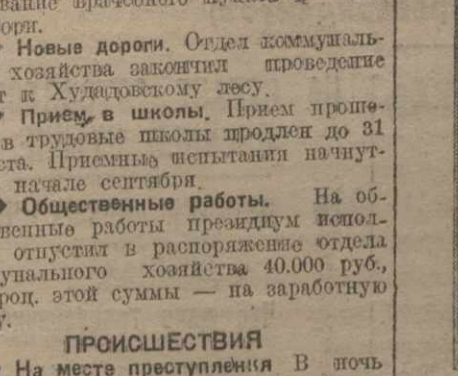 вание врачебного пункта в
ори.
Новые дороги. Отдел коммуналь-
хозяйства закончил проведение
т к Худадовскому лесу.
Прием в школы. Прием проше-
в трудовые школы продлен до 31
ста. Приемные испытания начнут-
начале сентября.
Общественные работы. На об-
венные работы президиум испол-
отпустил в распоряжение отдела
унального хозяйства 40.000 руб.,
роц. этой суммы — на заработную
у.
ПРОИСШЕСТВИЯ
На месте преступления В ночь